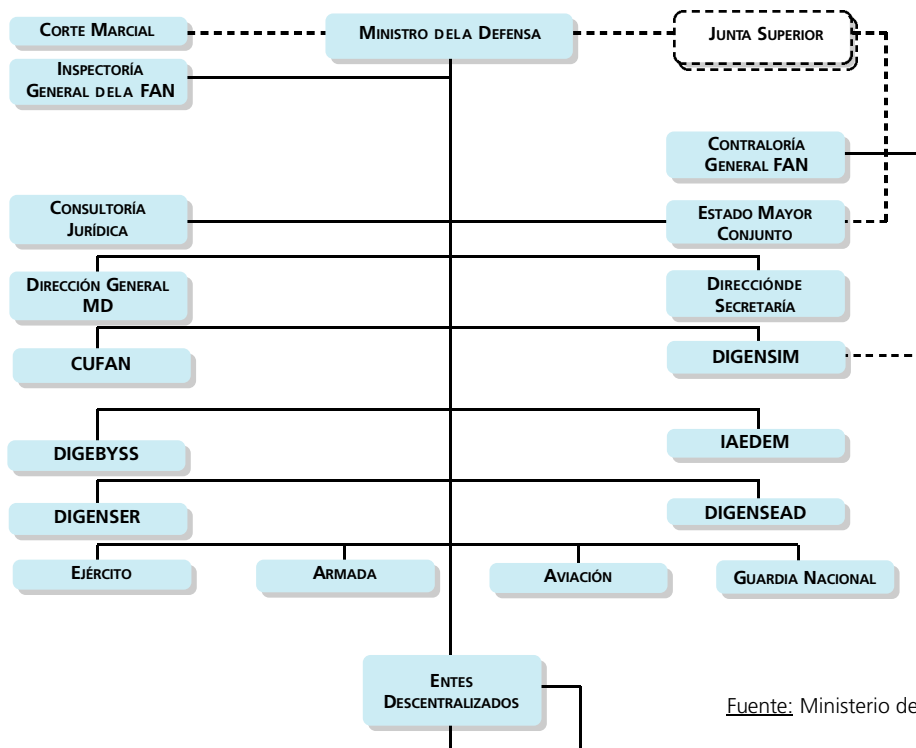 CORTE MARCIAL
MINISTRO DELA DEFENSA
JUNTA SUPERIOR
INSPECTORÍA
GENERAL DELA FAN
CONTRALORÍA
GENERAL FAN
CONSULTORÍA
JURÍDICA
ESTADO MAYOR
CONJUNTO
DIRECCIÓN GENERAL
MD
DIRECCIÓNDE
SECRETARÍA
CUFAN
DIGENSIM
DIGEBYSS
IAEDEM
DIGENSER
DIGENSEAD
EJÉRCITO
ARMADA
AVIACIÓN
GUARDIA NACIONAL
ENTES
DESCENTRALIZADOS
Fuente: Ministerio de